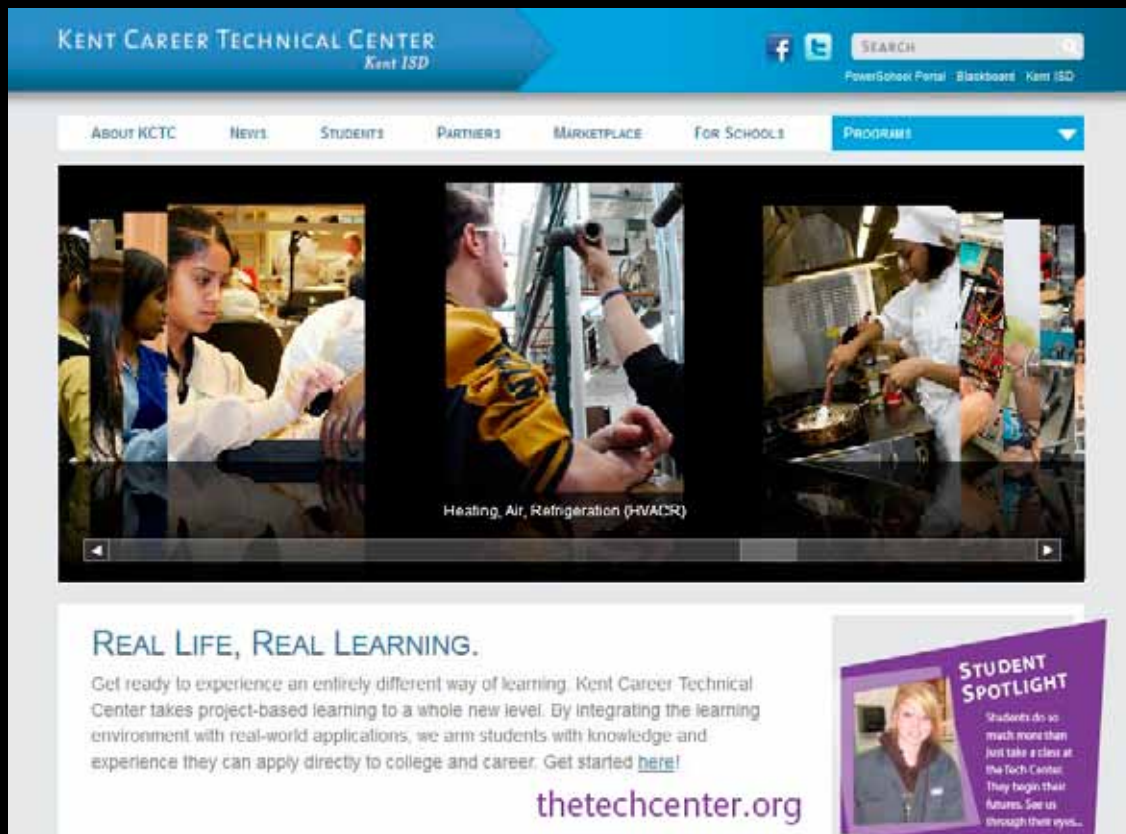 KENT CAREER TECHNICAL CENTER
Kent ISD
SEARCH
PowerSchool Portal Blackboard Kent ISD
ABOUT KCTC NEWS STUDENTS PARTNERS MARKETPLACE FOR SCHOOLS PROGRAMS
Heating, Air, Refrigeration (HVACR)
REAL LIFE, REAL LEARNING.
Get ready to experience an entirely different way of learning. Kent Career Technical
Center takes project-based learning to a whole new level. By integrating the learning
environment with real-world applications, we arm students with knowledge and
experience they can apply directly to college and career. Get started here!
thetechcenter.org
STUDENT
SPOTLIGHT
Students do so
much more than
just take a class at
the Tech Center.
They begin their
futures. See us
through their eyes...